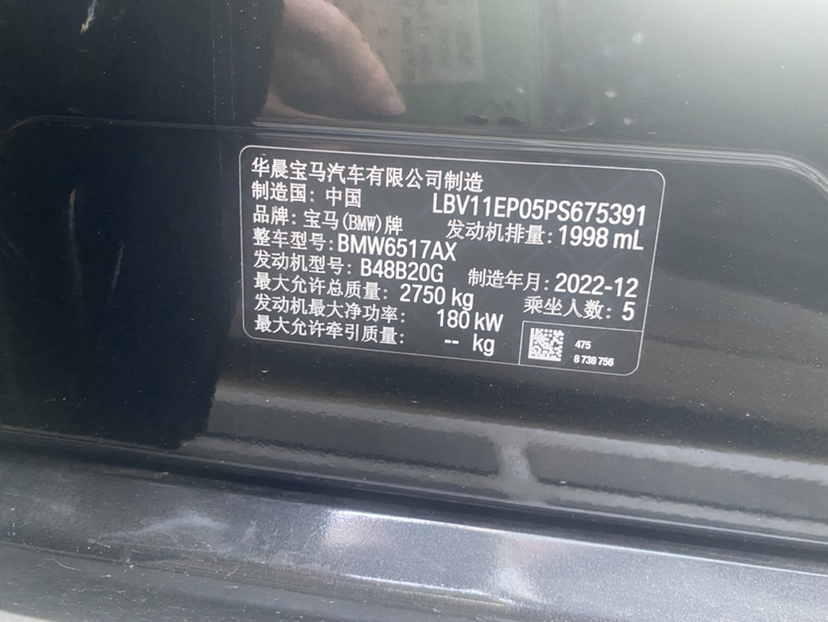 华晨宝马汽车有限公司制造
制造国: 中国 LBV11EP05PS675391
品牌: 宝马(BMW)牌 发动机排量: 1998 mL
整车型号: BMW6517AX
发动机型号: B48B20G 制造年月: 2022-12
最大允许总质量: 2750 kg 乘坐人数: 5
发动机最大净功率: 180 kW
最大允许牵引质量: -- kg
475
8 738 756